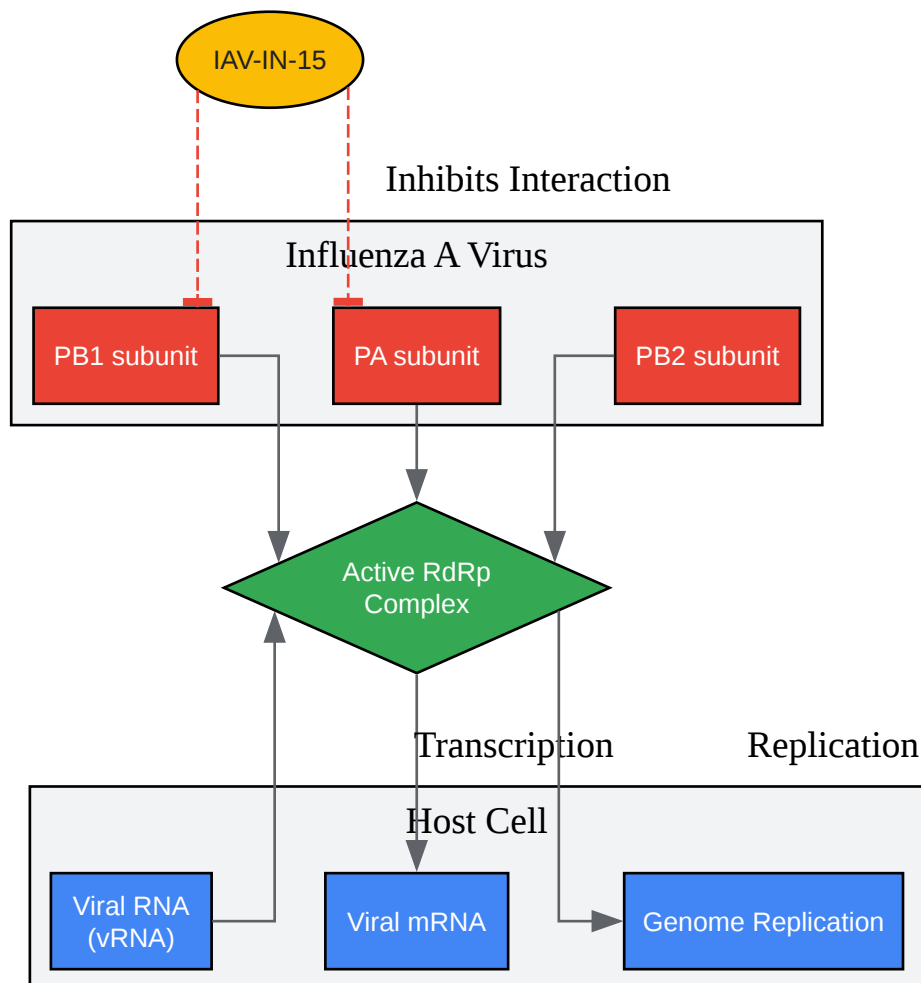 IAV-IN-15
Inhibits Interaction
Influenza A Virus
PB1 subunit
PA subunit
PB2 subunit
Active RdRp
Complex
Transcription
Replication
Host Cell
Viral RNA
(vRNA)
Viral mRNA
Genome Replication